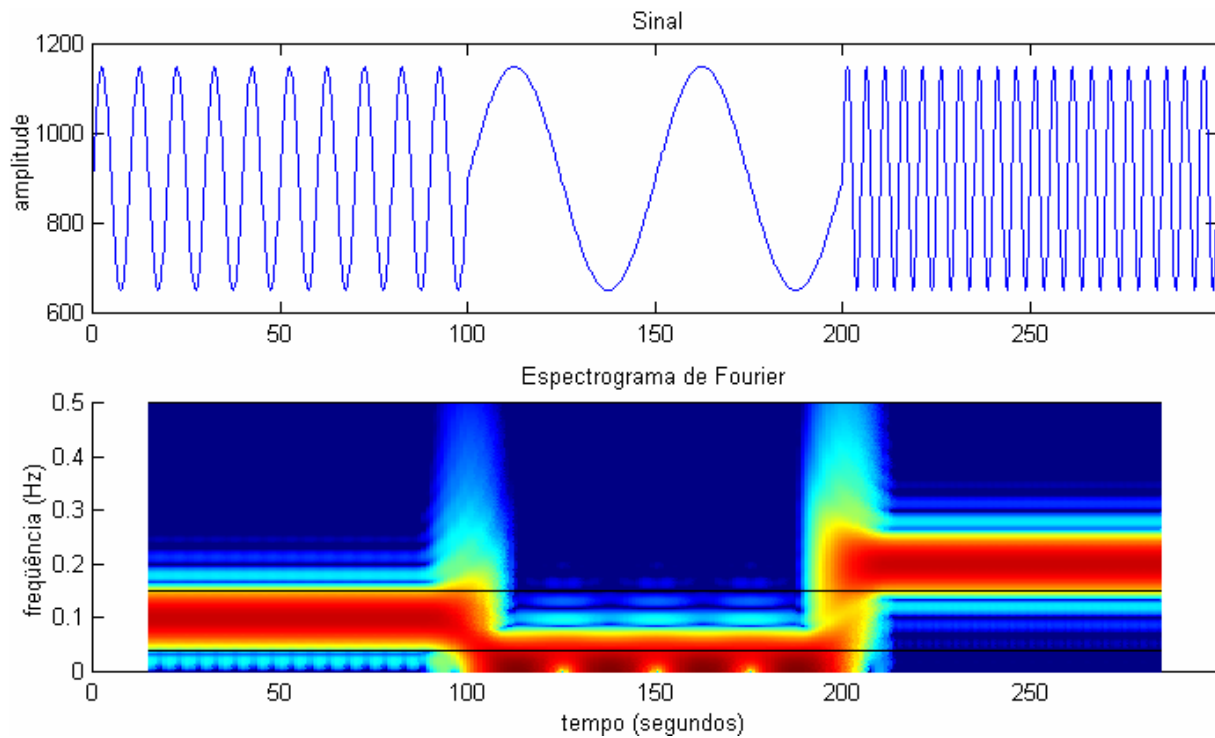 Sinal
1200
1000
800
600
amplitude
0 50 100 150 200 250
Espectrograma de Fourier
0.5
0.4
0.3
0.2
0.1
0
freqüência (Hz)
0 50 100 150 200 250
tempo (segundos)